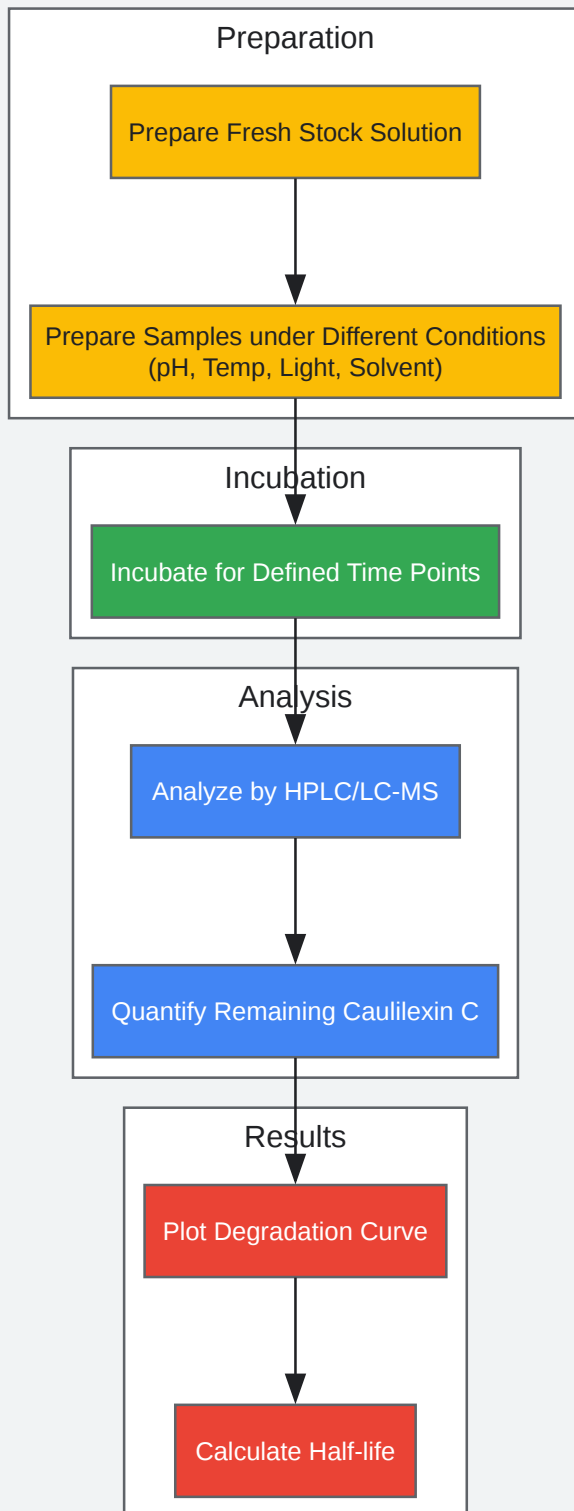 Preparation
Prepare Fresh Stock Solution
Prepare Samples under Different Conditions
(pH, Temp, Light, Solvent)
Incubation
Incubate for Defined Time Points
Analysis
Analyze by HPLC/LC-MS
Quantify Remaining Caulilexin C
Results
Plot Degradation Curve
Calculate Half-life